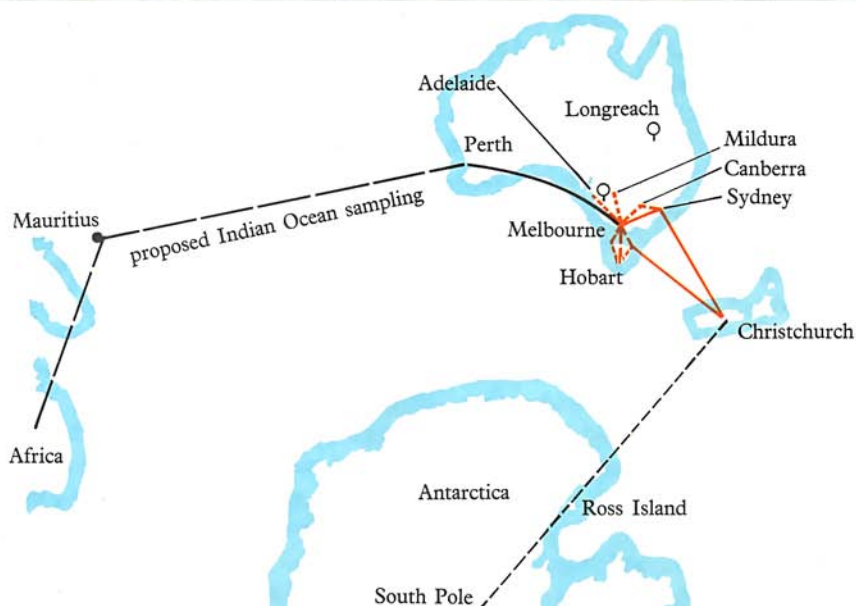 Adelaide
Longreach
Perth
Mildura
Canberra
Sydney
Mauritius
proposed Indian Ocean sampling
Melbourne
Hobart
Christchurch
Africa
Antarctica
Ross Island
South Pole